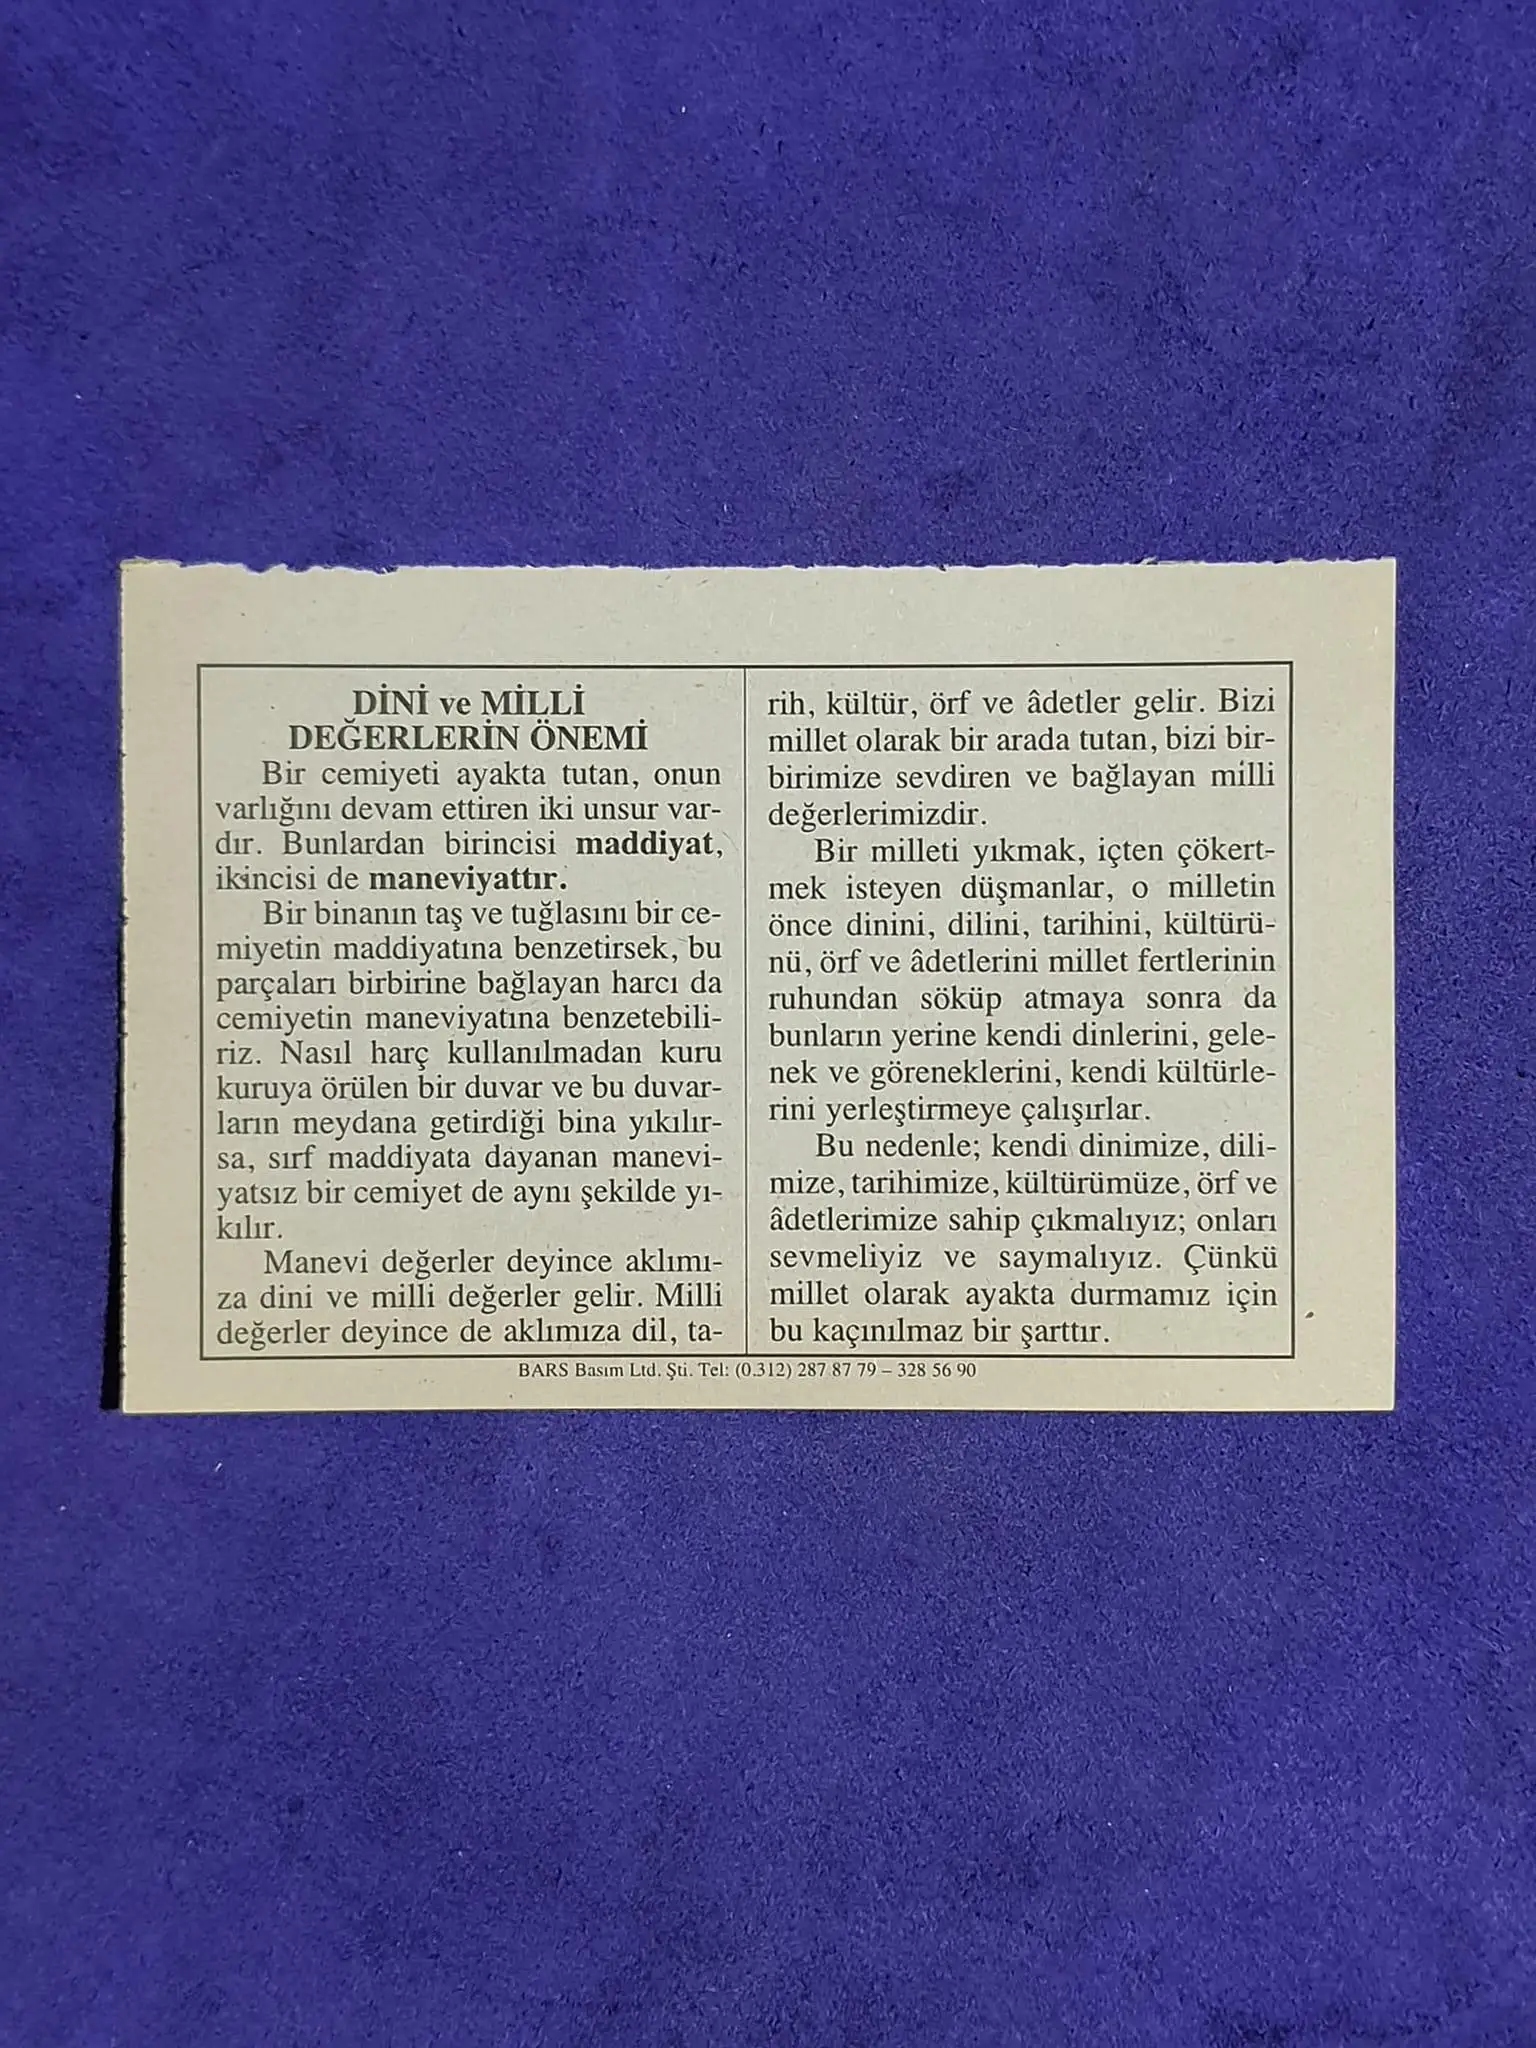 DİNİ ve MİLLİ
DEĞERLERİN ÖNEMİ
Bir cemiyeti ayakta tutan, onun
varlığını devam ettiren iki unsur var-
dır. Bunlardan birincisi maddiyat,
ikincisi de maneviyattır.
Bir binanın taş ve tuğlasını bir ce-
miyetin maddiyatına benzetirsek, bu
parçaları birbirine bağlayan harcı da
cemiyetin maneviyatına benzetebili-
riz. Nasıl harç kullanılmadan kuru
kuruya örülen bir duvar ve bu duvar-
ların meydana getirdiği bina yıkılır-
sa, sırf maddiyata dayanan manevi-
yatsız bir cemiyet de aynı şekilde yı-
kılır.
Manevi değerler deyince aklımı-
za dini ve milli değerler gelir. Milli
değerler deyince de aklımıza dil, ta-
rih, kültür, örf ve âdetler gelir. Bizi
millet olarak bir arada tutan, bizi bir-
birimize sevdiren ve bağlayan milli
değerlerimizdir.
Bir milleti yıkmak, içten çökert-
mek isteyen düşmanlar, o milletin
önce dinini, dilini, tarihini, kültürü-
nü, örf ve âdetlerini millet fertlerinin
ruhundan söküp atmaya sonra da
bunların yerine kendi dinlerini, gele-
nek ve göreneklerini, kendi kültürle-
rini yerleştirmeye çalışırlar.
Bu nedenle; kendi dinimize, dili-
mize, tarihimize, kültürümüze, örf ve
âdetlerimize sahip çıkmalıyız; onları
sevmeliyiz ve saymalıyız. Çünkü
millet olarak ayakta durmamız için
bu kaçınılmaz bir şarttır.
BARS Basım Ltd. Şti. Tel: (0.312) 287 87 79 – 328 56 90